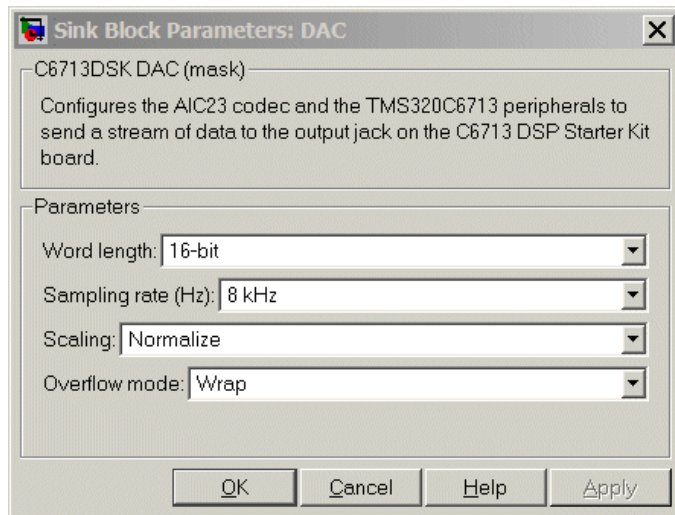 Sink Block Parameters: DAC
C6713DSK DAC (mask)
Configures the AIC23 codec and the TMS320C6713 peripherals to
send a stream of data to the output jack on the C6713 DSP Starter Kit
board.
Parameters
Word length: 16-bit
Sampling rate (Hz): 8 kHz
Scaling: Normalize
Overflow mode: Wrap
OK Cancel Help Apply